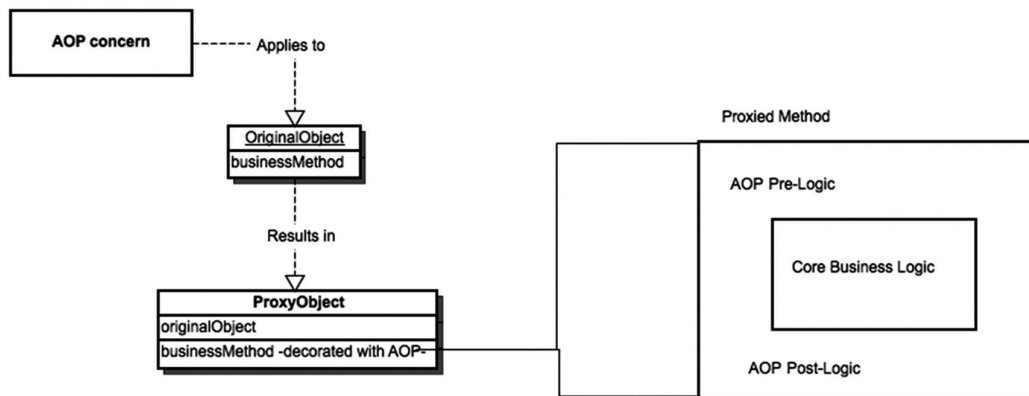 AOP concern
Applies to
OriginalObject
businessMethod
Results in
ProxyObject
originalObject
businessMethod -decorated with AOP-
Proxied Method
AOP Pre-Logic
Core Business Logic
AOP Post-Logic